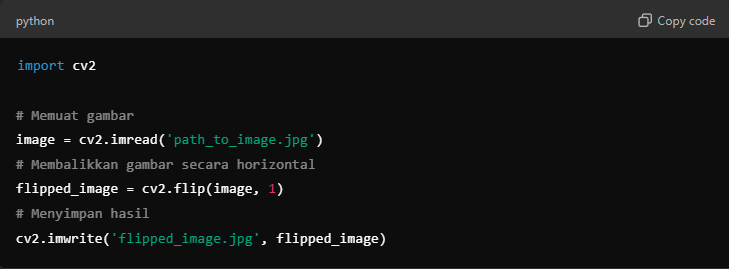 python Copy code
import cv2
# Memuat gambar
image = cv2.imread('path_to_image.jpg')
# Membalikkan gambar secara horizontal
flipped_image = cv2.flip(image, 1)
# Menyimpan hasil
cv2.imwrite('flipped_image.jpg', flipped_image)